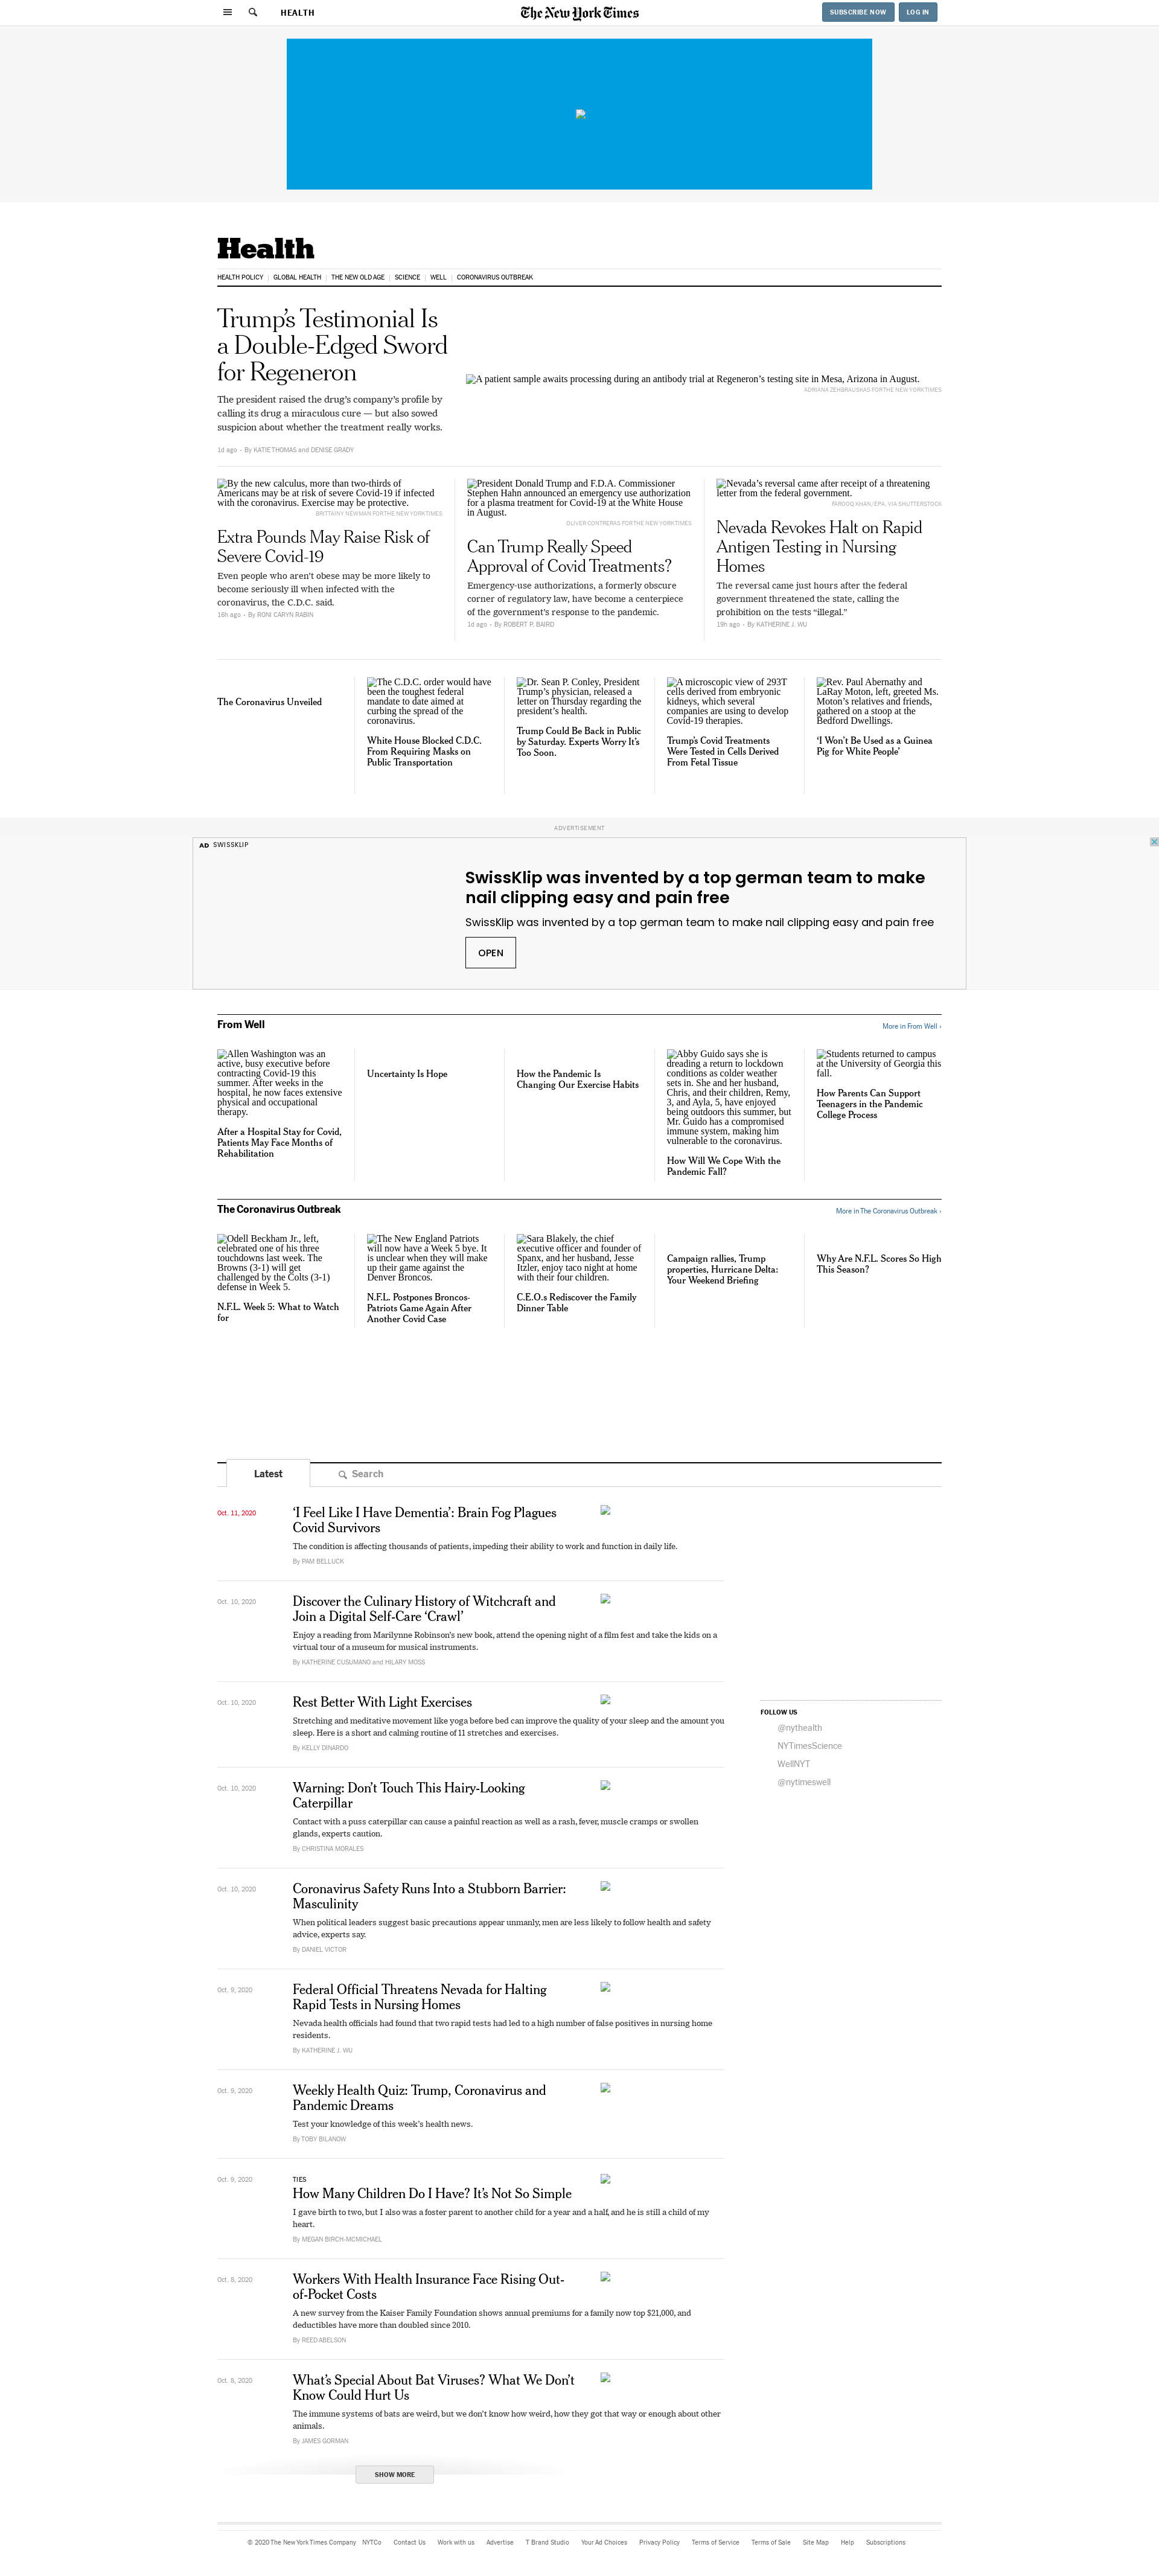 HEALTH
The New York Times
SUBSCRIBE NOW
LOG IN
Health
HEALTH POLICY
GLOBAL HEALTH
THE NEW OLD AGE
SCIENCE
WELL
CORONAVIRUS OUTBREAK
Trump’s Testimonial Is
a Double-Edged Sword
for Regeneron
The president raised the drug’s company’s profile by
calling its drug a miraculous cure — but also sowed
suspicion about whether the treatment really works.
1d ago • By KATIE THOMAS and DENISE GRADY
A patient sample awaits processing during an antibody trial at Regeneron’s testing site in Mesa, Arizona in August.
ADRIANA ZEHBRAUSKAS FOR THE NEW YORK TIMES
By the new calculus, more than two-thirds of
Americans may be at risk of severe Covid-19 if infected
with the coronavirus. Exercise may be protective.
BRITTAINY NEWMAN FOR THE NEW YORK TIMES
Extra Pounds May Raise Risk of
Severe Covid-19
Even people who aren’t obese may be more likely to
become seriously ill when infected with the
coronavirus, the C.D.C. said.
16h ago • By RONI CARYN RABIN
President Donald Trump and F.D.A. Commissioner
Stephen Hahn announced an emergency use authorization
for a plasma treatment for Covid-19 at the White House
in August.
OLIVER CONTRERAS FOR THE NEW YORK TIMES
Can Trump Really Speed
Approval of Covid Treatments?
Emergency-use authorizations, a formerly obscure
corner of regulatory law, have become a centerpiece
of the government’s response to the pandemic.
1d ago • By ROBERT P. BAIRD
Nevada’s reversal came after receipt of a threatening
letter from the federal government.
FAROOQ KHAN/EPA, VIA SHUTTERSTOCK
Nevada Revokes Halt on Rapid
Antigen Testing in Nursing
Homes
The reversal came just hours after the federal
government threatened the state, calling the
prohibition on the tests “illegal.”
19h ago • By KATHERINE J. WU
The Coronavirus Unveiled
The C.D.C. order would have
been the toughest federal
mandate to date aimed at
curbing the spread of the
coronavirus.
White House Blocked C.D.C.
From Requiring Masks on
Public Transportation
Dr. Sean P. Conley, President
Trump’s physician, released a
letter on Thursday regarding the
president’s health.
Trump Could Be Back in Public
by Saturday. Experts Worry It’s
Too Soon.
A microscopic view of 293T
cells derived from embryonic
kidneys, which several
companies are using to develop
Covid-19 therapies.
Trump’s Covid Treatments
Were Tested in Cells Derived
From Fetal Tissue
Rev. Paul Abernathy and
LaRay Moton, left, greeted Ms.
Moton’s relatives and friends,
gathered on a stoop at the
Bedford Dwellings.
‘I Won’t Be Used as a Guinea
Pig for White People’
ADVERTISEMENT
AD SWISSKLIP
SwissKlip was invented by a top german team to make
nail clipping easy and pain free
SwissKlip was invented by a top german team to make nail clipping easy and pain free
OPEN
From Well
More in From Well ›
Allen Washington was an
active, busy executive before
contracting Covid-19 this
summer. After weeks in the
hospital, he now faces extensive
physical and occupational
therapy.
After a Hospital Stay for Covid,
Patients May Face Months of
Rehabilitation
Uncertainty Is Hope
How the Pandemic Is
Changing Our Exercise Habits
Abby Guido says she is
dreading a return to lockdown
conditions as colder weather
sets in. She and her husband,
Chris, and their children, Remy,
3, and Ayla, 5, have enjoyed
being outdoors this summer, but
Mr. Guido has a compromised
immune system, making him
vulnerable to the coronavirus.
How Will We Cope With the
Pandemic Fall?
Students returned to campus
at the University of Georgia this
fall.
How Parents Can Support
Teenagers in the Pandemic
College Process
The Coronavirus Outbreak
More in The Coronavirus Outbreak ›
Odell Beckham Jr., left,
celebrated one of his three
touchdowns last week. The
Browns (3-1) will get
challenged by the Colts (3-1)
defense in Week 5.
N.F.L. Week 5: What to Watch
for
The New England Patriots
will now have a Week 5 bye. It
is unclear when they will make
up their game against the
Denver Broncos.
N.F.L. Postpones Broncos-
Patriots Game Again After
Another Covid Case
Sara Blakely, the chief
executive officer and founder of
Spanx, and her husband, Jesse
Itzler, enjoy taco night at home
with their four children.
C.E.O.s Rediscover the Family
Dinner Table
Campaign rallies, Trump
properties, Hurricane Delta:
Your Weekend Briefing
Why Are N.F.L. Scores So High
This Season?
Latest
Search
Oct. 11, 2020
‘I Feel Like I Have Dementia’: Brain Fog Plagues
Covid Survivors
The condition is affecting thousands of patients, impeding their ability to work and function in daily life.
By PAM BELLUCK
Oct. 10, 2020
Discover the Culinary History of Witchcraft and
Join a Digital Self-Care ‘Crawl’
Enjoy a reading from Marilynne Robinson’s new book, attend the opening night of a film fest and take the kids on a
virtual tour of a museum for musical instruments.
By KATHERINE CUSUMANO and HILARY MOSS
Oct. 10, 2020
Rest Better With Light Exercises
Stretching and meditative movement like yoga before bed can improve the quality of your sleep and the amount you
sleep. Here is a short and calming routine of 11 stretches and exercises.
By KELLY DINARDO
FOLLOW US
@nythealth
NYTimesScience
WellNYT
@nytimeswell
Oct. 10, 2020
Warning: Don’t Touch This Hairy-Looking
Caterpillar
Contact with a puss caterpillar can cause a painful reaction as well as a rash, fever, muscle cramps or swollen
glands, experts caution.
By CHRISTINA MORALES
Oct. 10, 2020
Coronavirus Safety Runs Into a Stubborn Barrier:
Masculinity
When political leaders suggest basic precautions appear unmanly, men are less likely to follow health and safety
advice, experts say.
By DANIEL VICTOR
Oct. 9, 2020
Federal Official Threatens Nevada for Halting
Rapid Tests in Nursing Homes
Nevada health officials had found that two rapid tests had led to a high number of false positives in nursing home
residents.
By KATHERINE J. WU
Oct. 9, 2020
Weekly Health Quiz: Trump, Coronavirus and
Pandemic Dreams
Test your knowledge of this week’s health news.
By TOBY BILANOW
Oct. 9, 2020
TIES
How Many Children Do I Have? It’s Not So Simple
I gave birth to two, but I also was a foster parent to another child for a year and a half, and he is still a child of my
heart.
By MEGAN BIRCH-MCMICHAEL
Oct. 8, 2020
Workers With Health Insurance Face Rising Out-
of-Pocket Costs
A new survey from the Kaiser Family Foundation shows annual premiums for a family now top $21,000, and
deductibles have more than doubled since 2010.
By REED ABELSON
Oct. 8, 2020
What’s Special About Bat Viruses? What We Don’t
Know Could Hurt Us
The immune systems of bats are weird, but we don’t know how weird, how they got that way or enough about other
animals.
By JAMES GORMAN
SHOW MORE
© 2020 The New York Times Company NYTCo Contact Us Work with us Advertise T Brand Studio Your Ad Choices Privacy Policy Terms of Service Terms of Sale Site Map Help Subscriptions